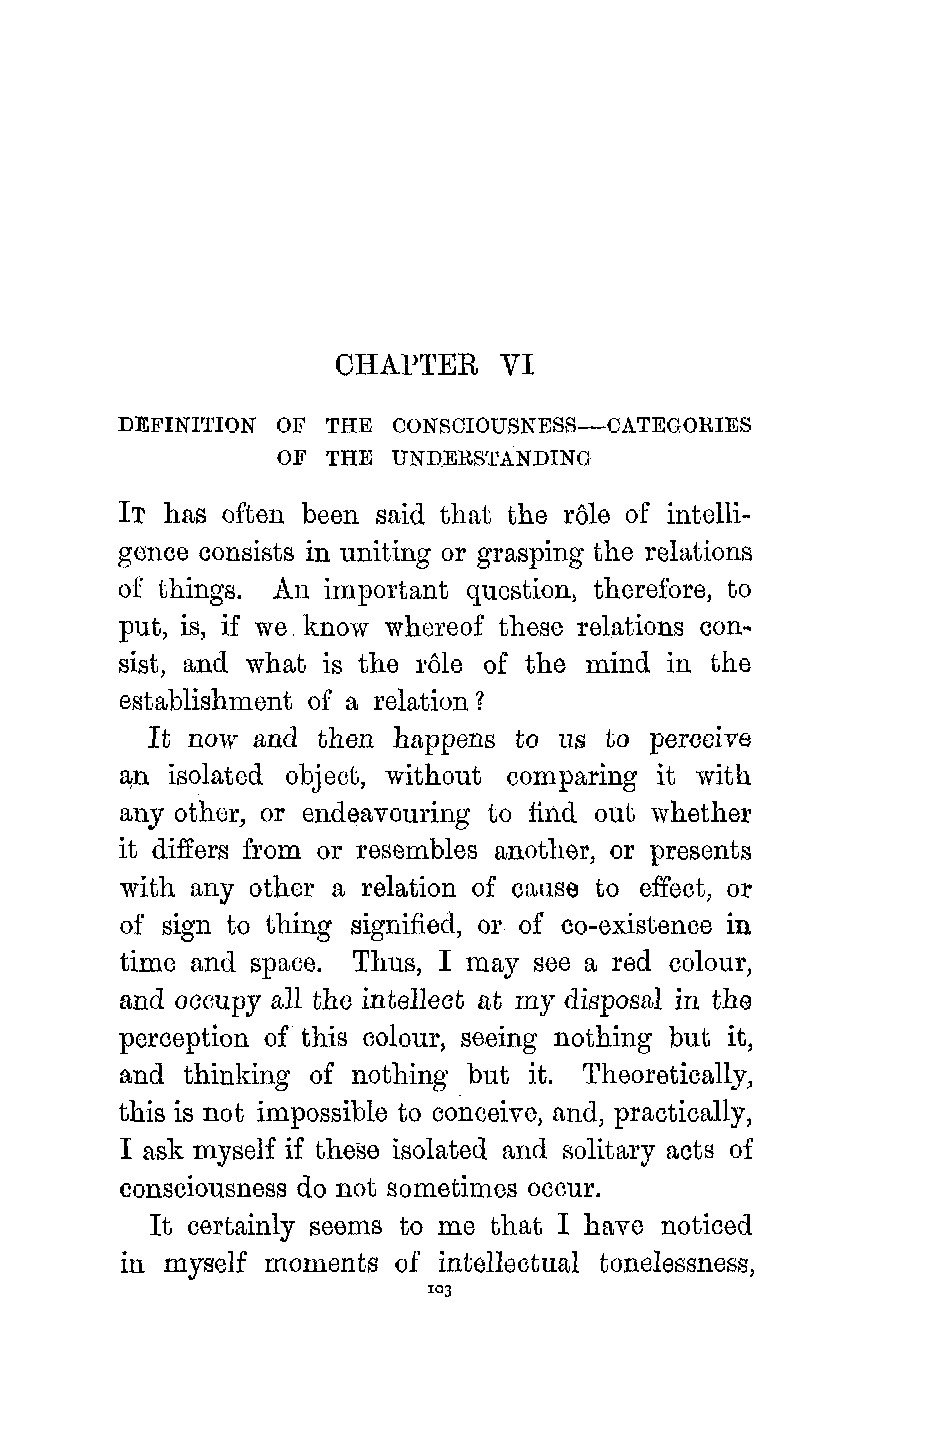 CHAPTER VI
DEFINITION OF THE CONSCIOUSNESS—CATEGORIES
OF THE UNDERSTANDING
IT has often been said that the rôle of intelli-
gence consists in uniting or grasping the relations
of things. An important question, therefore, to
put, is, if we know whereof these relations con-
sist, and what is the rôle of the mind in the
establishment of a relation?
It now and then happens to us to perceive
an isolated object, without comparing it with
any other, or endeavouring to find out whether
it differs from or resembles another, or presents
with any other a relation of cause to effect, or
of sign to thing signified, or of co-existence in
time and space. Thus, I may see a red colour,
and occupy all the intellect at my disposal in the
perception of this colour, seeing nothing but it,
and thinking of nothing but it. Theoretically,
this is not impossible to conceive, and, practically,
I ask myself if these isolated and solitary acts of
consciousness do not sometimes occur.
It certainly seems to me that I have noticed
in myself moments of intellectual tonelessness,
103